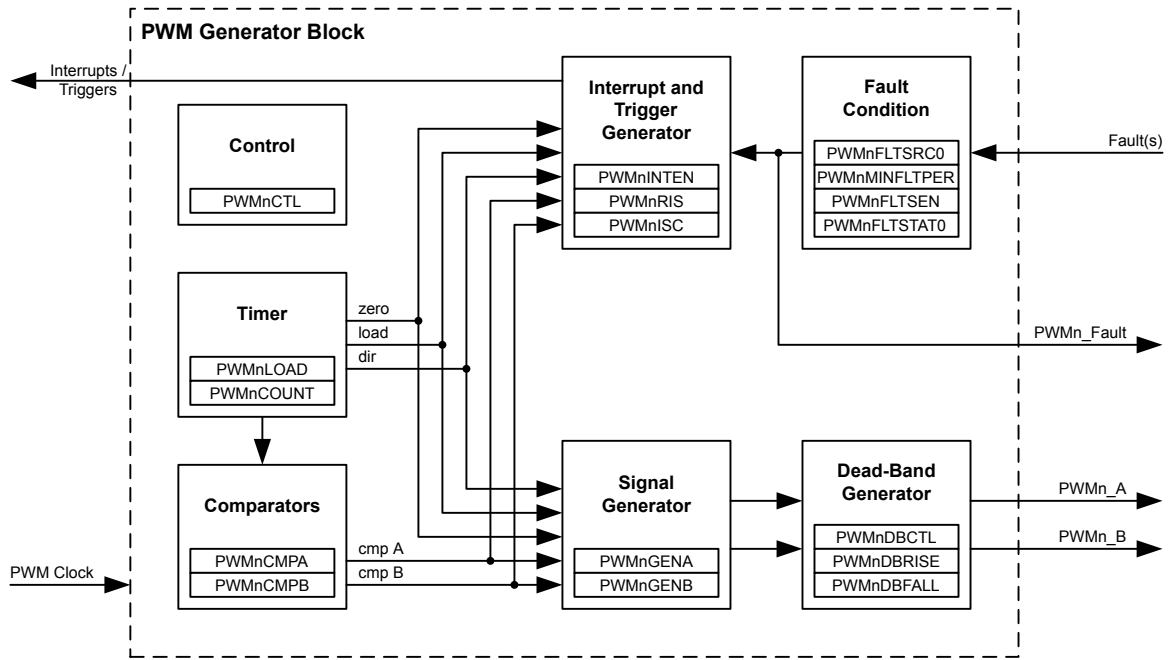 PWM Generator Block
Interrupts /
Triggers
Control
PWMnCTL
Interrupt and
Trigger
Generator
PWMnINTEN
PWMnRIS
PWMnISC
Fault
Condition
PWMnFLTSRC0
PWMnMINFLTPER
PWMnFLTSEN
PWMnFLTSTAT0
Fault(s)
Timer
PWMnLOAD
PWMnCOUNT
zero
load
dir
PWMn_Fault
Comparators
PWMnCMPA
PWMnCMPB
cmp A
cmp B
PWM Clock
Signal
Generator
PWMnGENA
PWMnGENB
Dead-Band
Generator
PWMnDBCTL
PWMnDBRISE
PWMnDBFALL
PWMn_A
PWMn_B